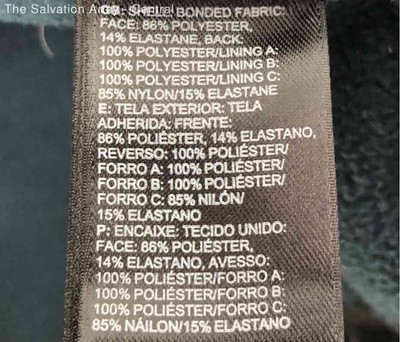 The Salvation Army - Central
BONDED FABRIC:
FACE: 86% POLYESTER,
14% ELASTANE, BACK:
100% POLYESTER/LINING A:
100% POLYESTER/LINING B:
100% POLYESTER/LINING C:
85% NYLON/15% ELASTANE
E: TELA EXTERIOR: TELA
ADHERIDA: FRENTE:
86% POLIÉSTER, 14% ELASTANO,
REVERSO: 100% POLIÉSTER/
FORRO A: 100% POLIÉSTER/
FORRO B: 100% POLIÉSTER/
FORRO C: 85% NILÓN/
15% ELASTANO
P: ENCAIXE: TECIDO UNIDO:
FACE: 86% POLIÉSTER,
14% ELASTANO, AVESSO:
100% POLIÉSTER/FORRO A:
100% POLIÉSTER/FORRO B:
100% POLIÉSTER/FORRO C:
85% NÁILON/15% ELASTANO